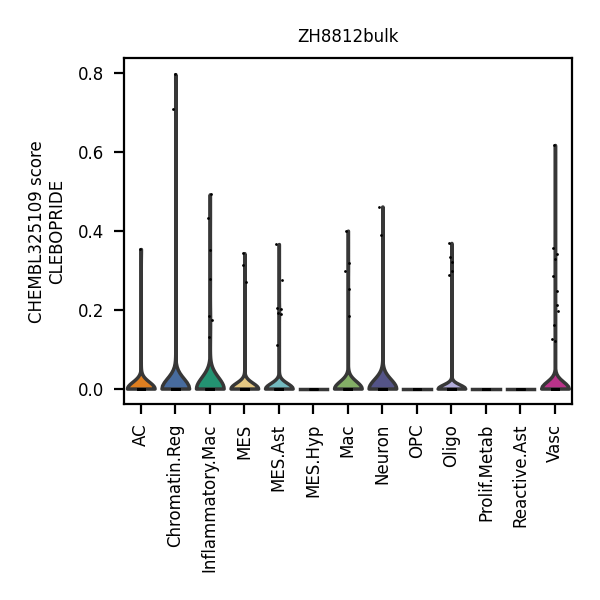 ZH8812bulk
CHEMBL325109 score
CLEBOPRIDE
0.8
0.6
0.4
0.2
0.0
AC
Chromatin.Reg
Inflammatory.Mac
MES
MES.Ast
MES.Hyp
Mac
Neuron
OPC
Oligo
Prolif.Metab
Reactive.Ast
Vasc